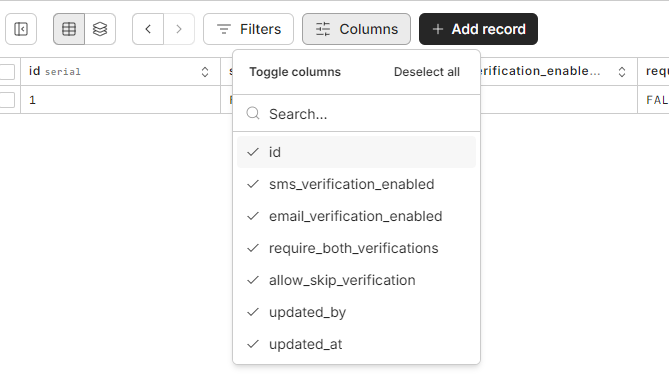 Filters
Columns
+ Add record
id serial
erification_enable...
requ
1
FAL
Toggle columns
Deselect all
Search...
id
sms_verification_enabled
email_verification_enabled
require_both_verifications
allow_skip_verification
updated_by
updated_at